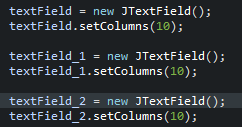 textField = new JTextField();
textField.setColumns(10);
textField_1 = new JTextField();
textField_1.setColumns(10);
textField_2 = new JTextField();
textField_2.setColumns(10);